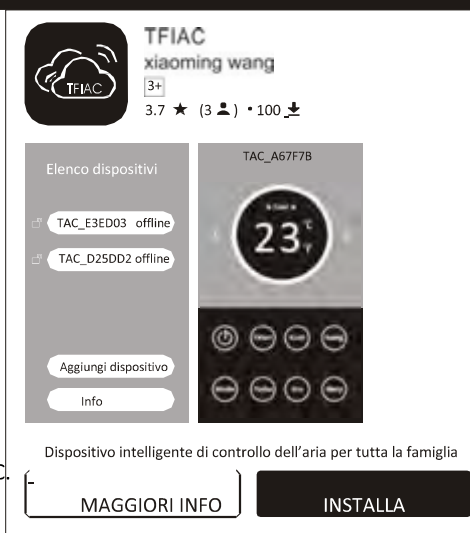 TFIAC
TFIAC
xiaoming wang
3+
3.7 ★ (3) • 100
Elenco dispositivi
TAC_E3ED03 offline
TAC_D25DD2 offline
Aggiungi dispositivo
Info
TAC_A67F7B
23 °C
°F
Dispositivo intelligente di controllo dell’aria per tutta la famiglia
C.
MAGGIORI INFO
INSTALLA